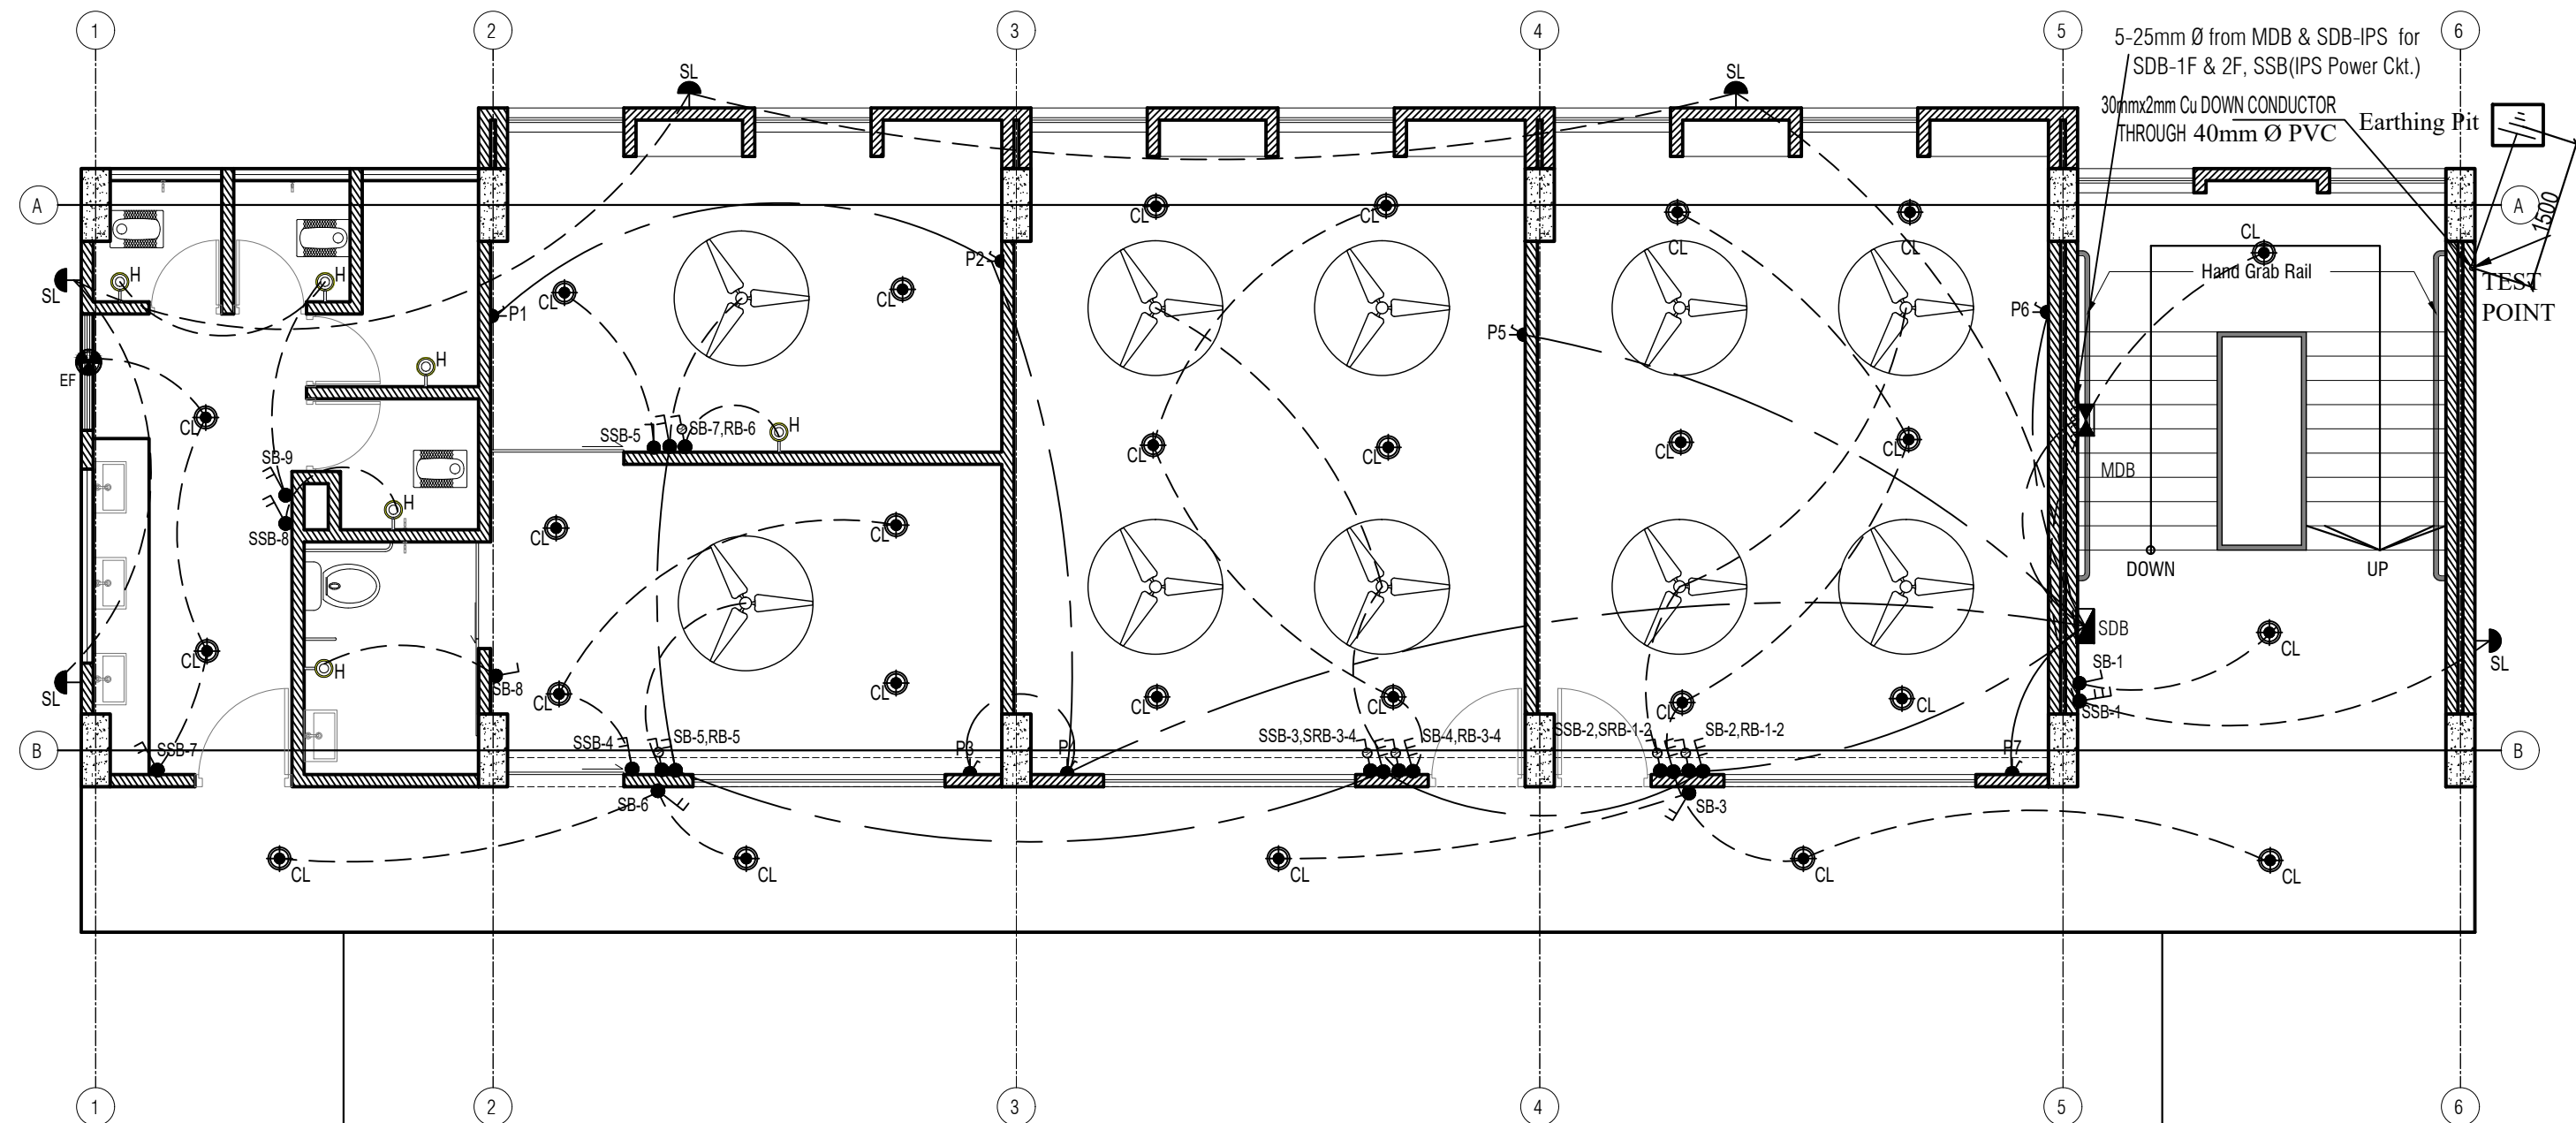 1
2
3
4
5
6
5-25mm Ø from MDB & SDB-IPS for
SDB-1F & 2F, SSB(IPS Power Ckt.)
30mmx2mm Cu DOWN CONDUCTOR
THROUGH 40mm Ø PVC
Earthing Pit
SL
SL
A
A
1500
CL
CL
CL
CL
CL
H
H
P2
SL
Hand Grab Rail
TEST
POINT
CL
CL
P1
P6
P5
H
EF
CL
SSB-5
SB-7,RB-6
H
CL
CL
CL
CL
SB-9
MDB
H
SSB-8
CL
CL
DOWN
UP
SDB
CL
CL
H
SB-8
SB-1
SL
SL
CL
CL
CL
CL
CL
CL
SSB-1
SSB-7
SSB-4
SB-5,RB-5
P3
SSB-3,SRB-3-4
SB-4,RB-3-4
SSB-2,SRB-1-2
SB-2,RB-1-2
P7
B
B
SB-6
SB-3
CL
CL
CL
CL
CL
1
2
3
4
5
6